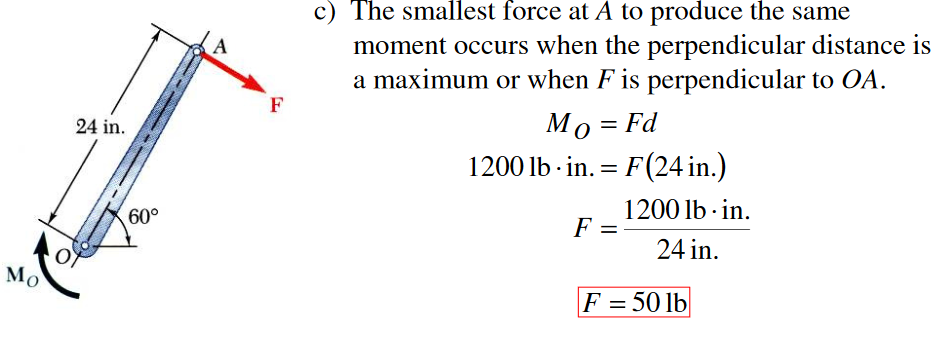 c) The smallest force at A to produce the same
moment occurs when the perpendicular distance is
a maximum or when F is perpendicular to OA.
A
F
24 in.
60°
O
M_O
M_O = Fd
1200 lb · in. = F(24 in.)
F = 1200 lb · in. / 24 in.
F = 50 lb